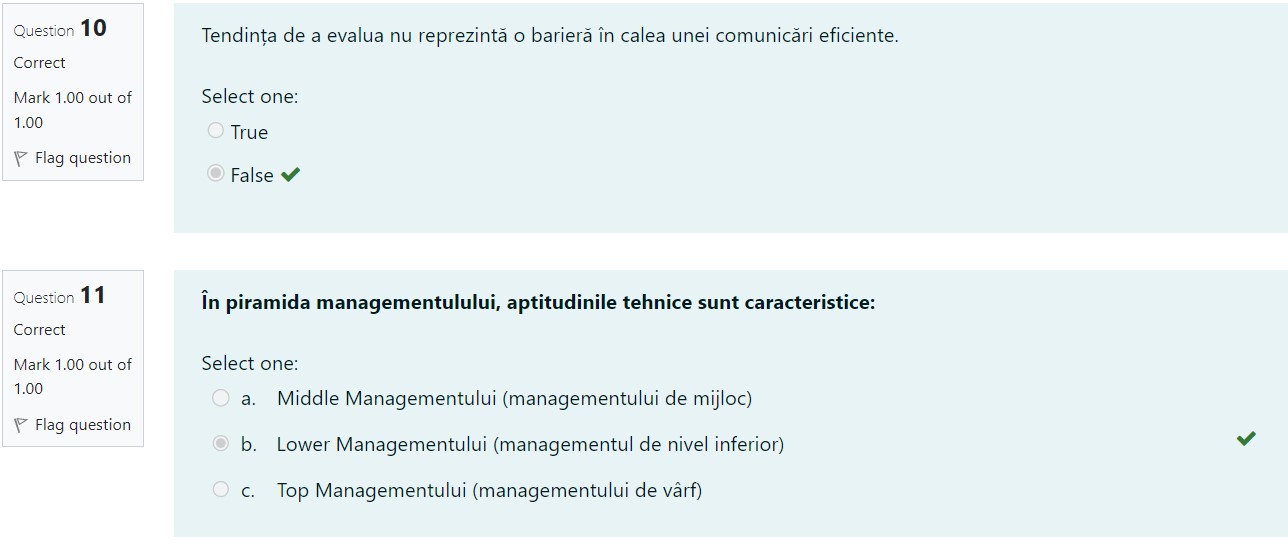 Question 10
Correct
Mark 1.00 out of
1.00
Flag question
Tendința de a evalua nu reprezintă o barieră în calea unei comunicări eficiente.
Select one:
True
False
Question 11
Correct
Mark 1.00 out of
1.00
Flag question
În piramida managementulului, aptitudinile tehnice sunt caracteristice:
Select one:
a. Middle Managementului (managementului de mijloc)
b. Lower Managementului (managementul de nivel inferior)
c. Top Managementului (managementului de vârf)